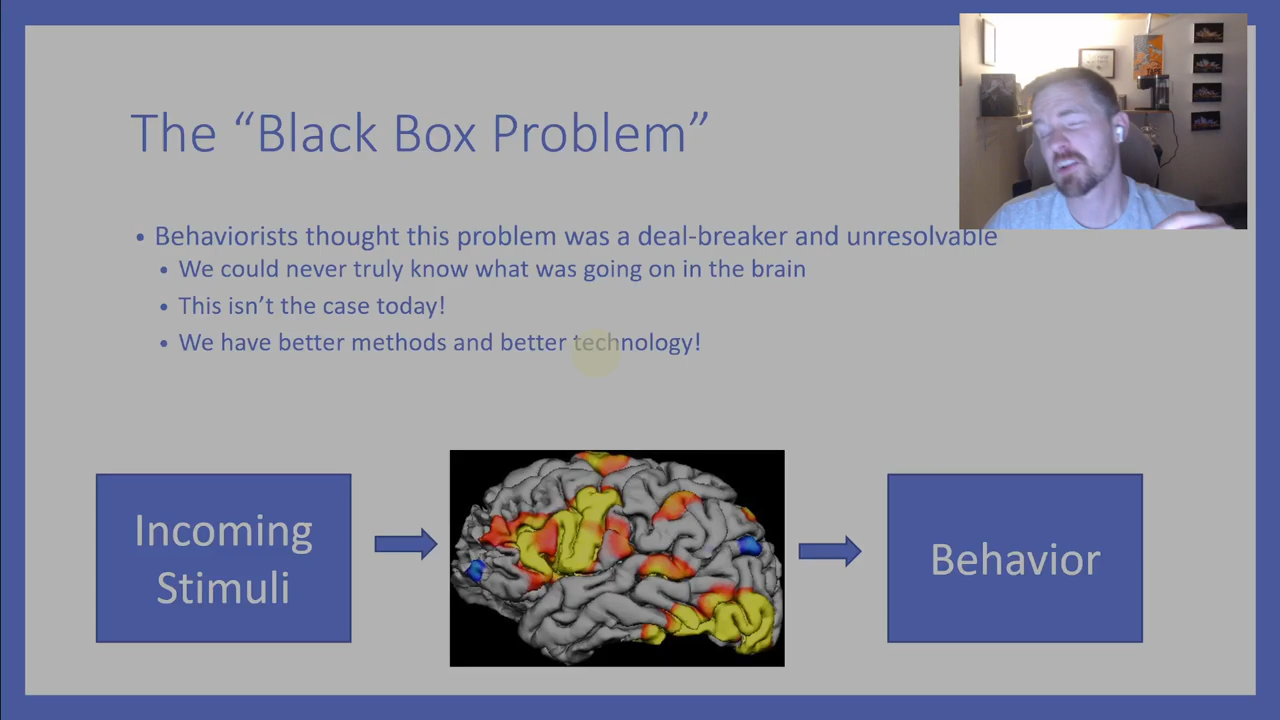 The “Black Box Problem”
• Behaviorists thought this problem was a deal-breaker and unresolvable
• We could never truly know what was going on in the brain
• This isn’t the case today!
• We have better methods and better technology!
Incoming
Stimuli
Behavior